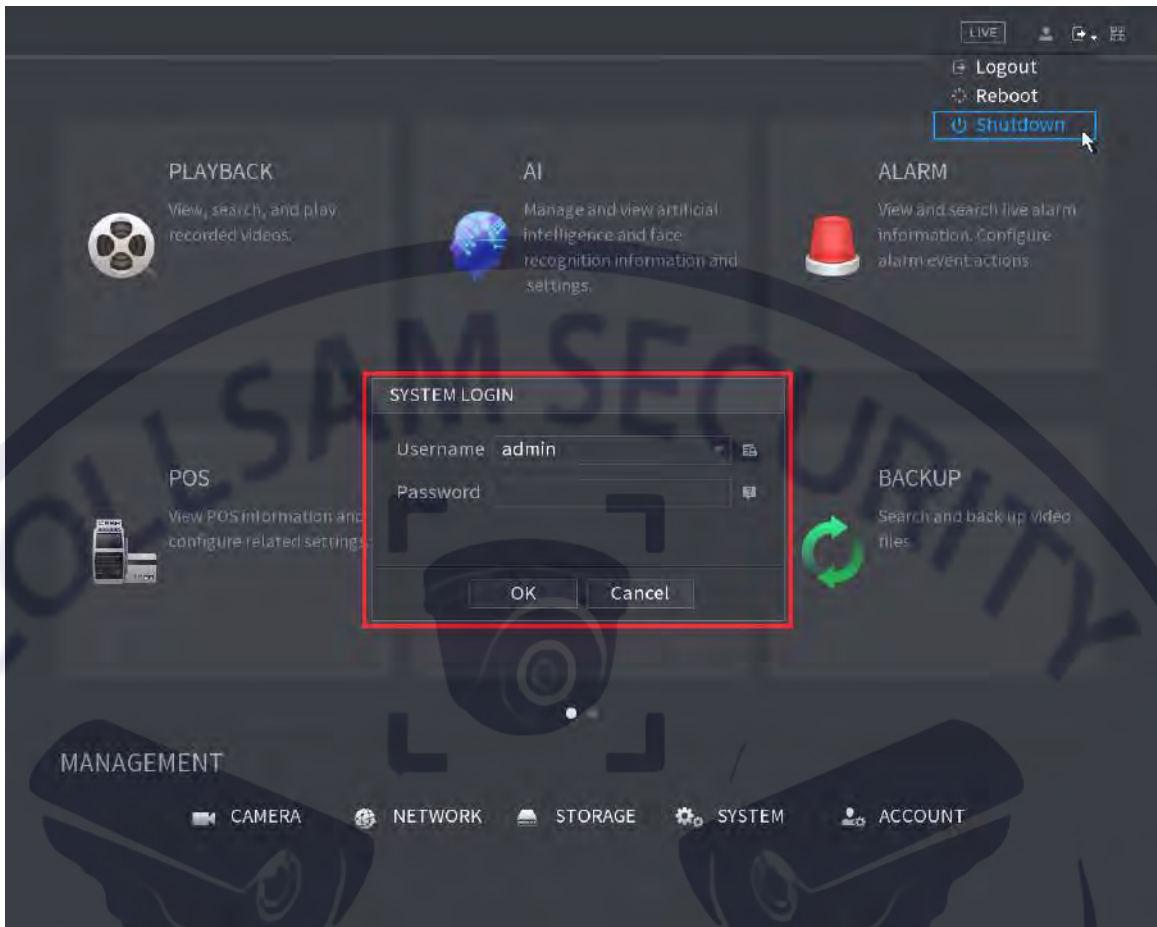 LIVE
Logout
Reboot
Shutdown
PLAYBACK
View, search, and play
recorded videos.
AI
Manage and view artificial
intelligence and face
recognition information and
settings.
ALARM
View and search live alarm
information. Configure
alarm event actions
SYSTEM LOGIN
Username admin
Password
OK Cancel
POS
View POS information and
configure related settings.
BACKUP
Search and back up video
files
MANAGEMENT
CAMERA NETWORK STORAGE SYSTEM ACCOUNT
OLLSAM SECURITY